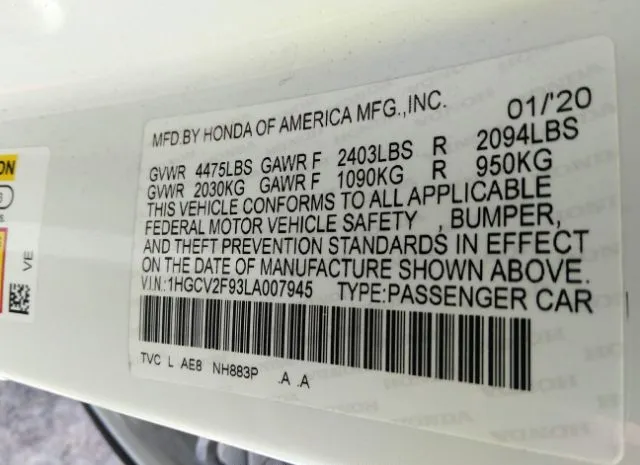 MFD.BY HONDA OF AMERICA MFG.,INC. 01/'20
GVWR 4475LBS GAWR F 2403LBS R 2094LBS
GVWR 2030KG GAWR F 1090KG R 950KG
THIS VEHICLE CONFORMS TO ALL APPLICABLE
FEDERAL MOTOR VEHICLE SAFETY , BUMPER,
AND THEFT PREVENTION STANDARDS IN EFFECT
ON THE DATE OF MANUFACTURE SHOWN ABOVE.
V.I.N.:1HGCV2F93LA007945 TYPE:PASSENGER CAR
TVC L AE8 NH883P .A .A
ON
VE